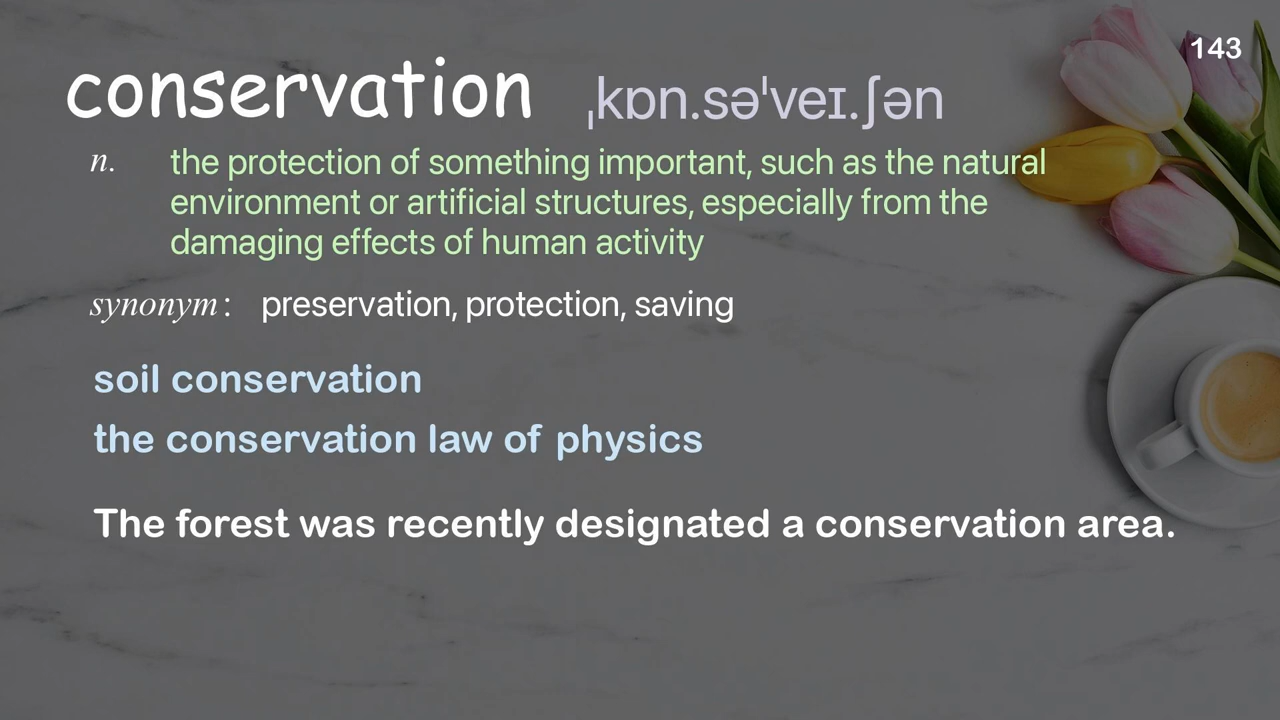 143
conservation ˌkɒn.səˈveɪ.ʃən
n. the protection of something important, such as the natural
environment or artificial structures, especially from the
damaging effects of human activity
synonym: preservation, protection, saving
soil conservation
the conservation law of physics
The forest was recently designated a conservation area.